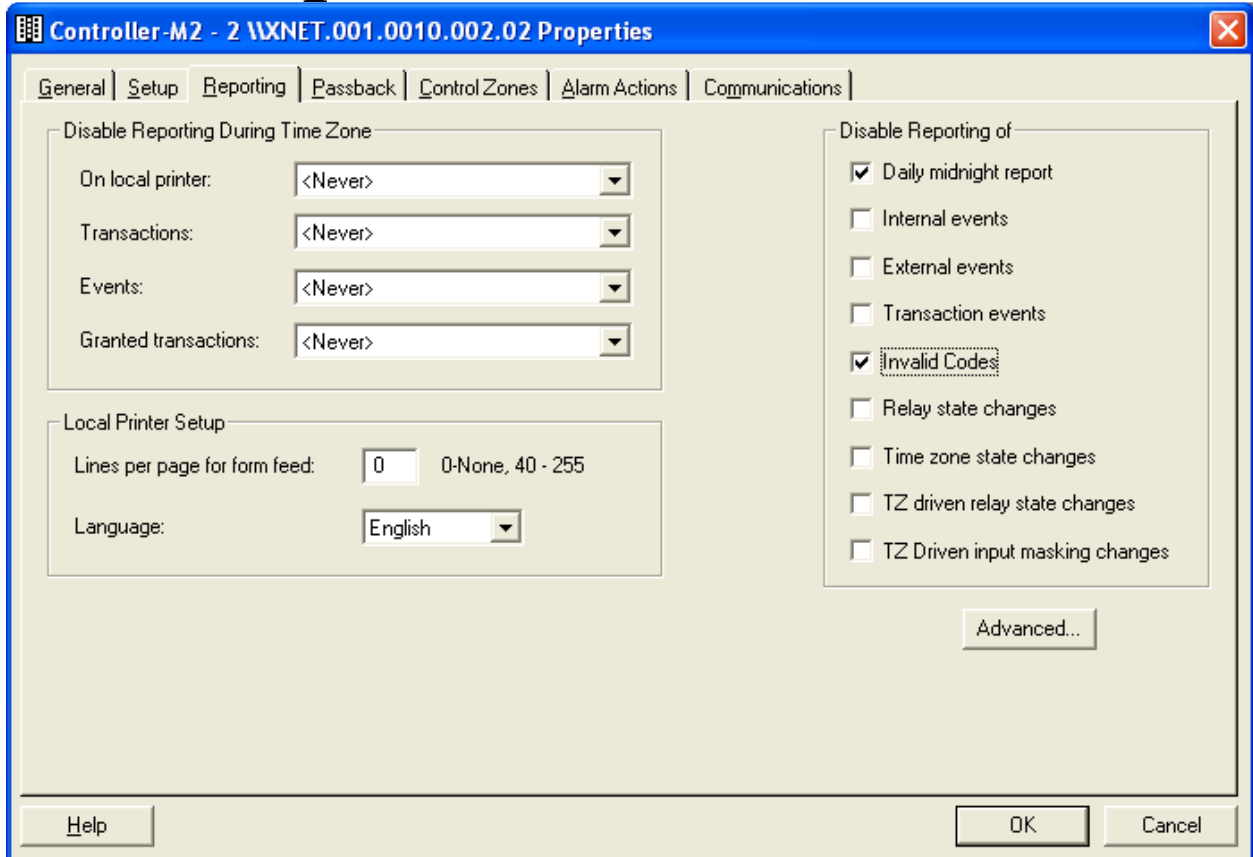 Controller-M2 - 2 \\XNET.001.0010.002.02 Properties
General Setup Reporting Passback Control Zones Alarm Actions Communications
Disable Reporting During Time Zone
On local printer: <Never>
Transactions: <Never>
Events: <Never>
Granted transactions: <Never>
Local Printer Setup
Lines per page for form feed: 0 0-None, 40 - 255
Language: English
Disable Reporting of
Daily midnight report
Internal events
External events
Transaction events
Invalid Codes
Relay state changes
Time zone state changes
TZ driven relay state changes
TZ Driven input masking changes
Advanced...
Help OK Cancel